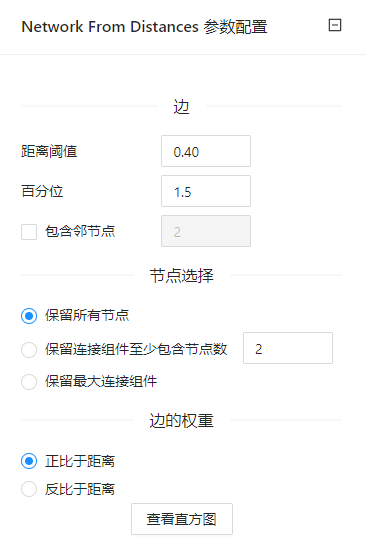 Network From Distances 参数配置
边
距离阈值 0.40
百分位 1.5
包含邻节点 2
节点选择
保留所有节点
保留连接组件至少包含节点数 2
保留最大连接组件
边的权重
正比于距离
反比于距离
查看直方图